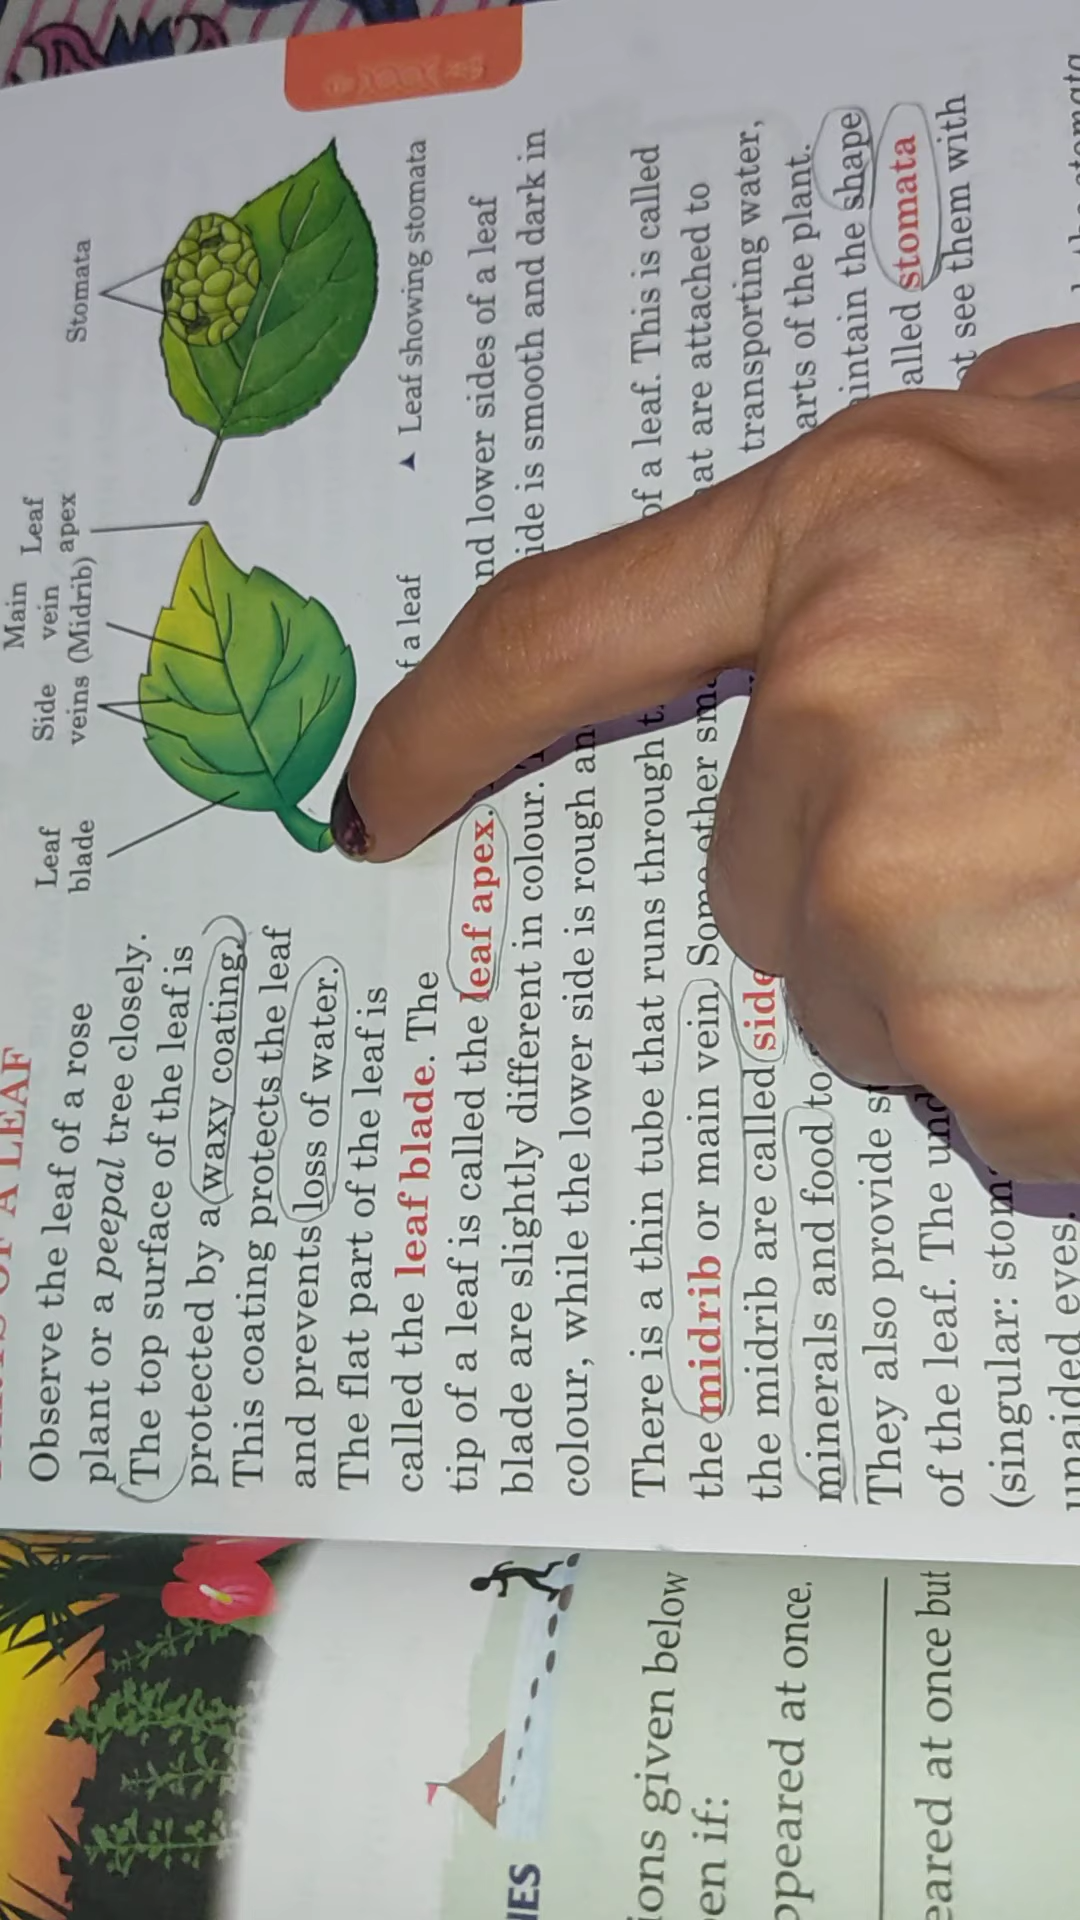 PARTS OF A LEAF
Observe the leaf of a rose
plant or a peepal tree closely.
The top surface of the leaf is
protected by a waxy coating.
This coating protects the leaf
and prevents loss of water.
The flat part of the leaf is
called the leaf blade. The
tip of a leaf is called the leaf apex. nd lower sides of a leaf
blade are slightly different in colour. ide is smooth and dark in
colour, while the lower side is rough an
There is a thin tube that runs through t of a leaf. This is called
the midrib or main vein. Some other sma at are attached to
the midrib are called side transporting water,
minerals and food to arts of the plant.
They also provide st intain the shape
of the leaf. The und alled stomata
(singular: stom ot see them with
unaided eyes.
Leaf blade
Side veins
Main vein (Midrib)
Leaf apex
f a leaf
Stomata
Leaf showing stomata
IES
ions given below
en if:
ppeared at once.
eared at once but